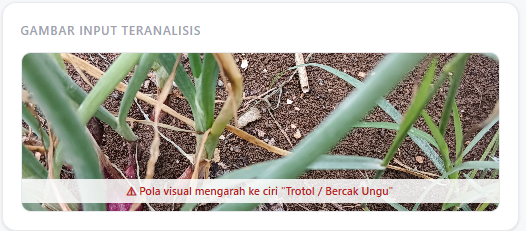 GAMBAR INPUT TERANALISIS
⚠ Pola visual mengarah ke ciri "Trotol / Bercak Ungu"